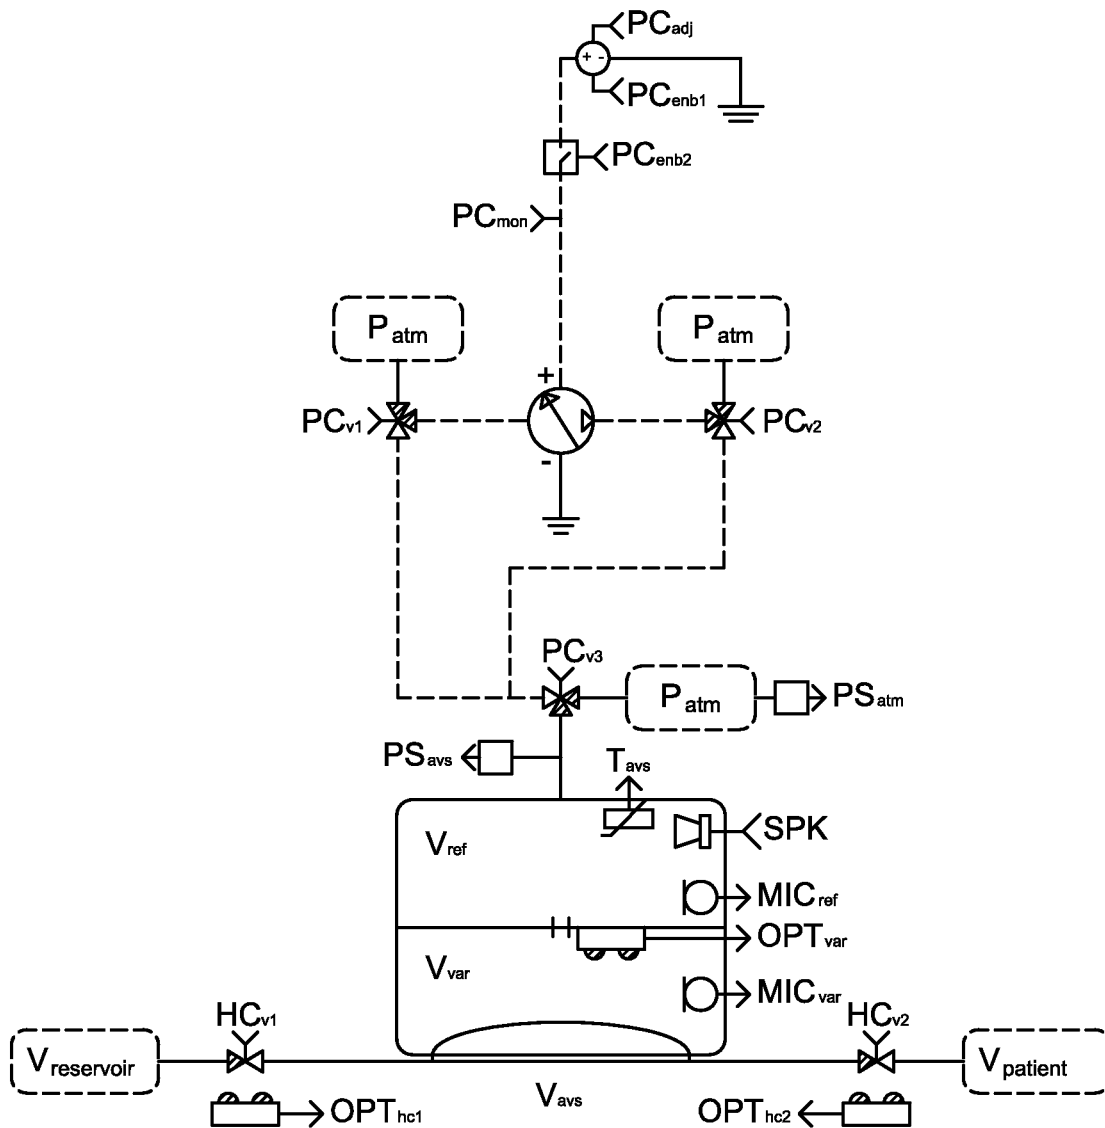 PCadj
+ -
PCenb1
PCenb2
PCmon
Patm
Patm
+
PCv1
PCv2
-
PCv3
Patm
PSatm
PSavs
Tavs
Vref
SPK
MICref
OPTvar
Vvar
MICvar
HCv1
HCv2
Vreservoir
Vpatient
Vavs
OPThc1
OPThc2